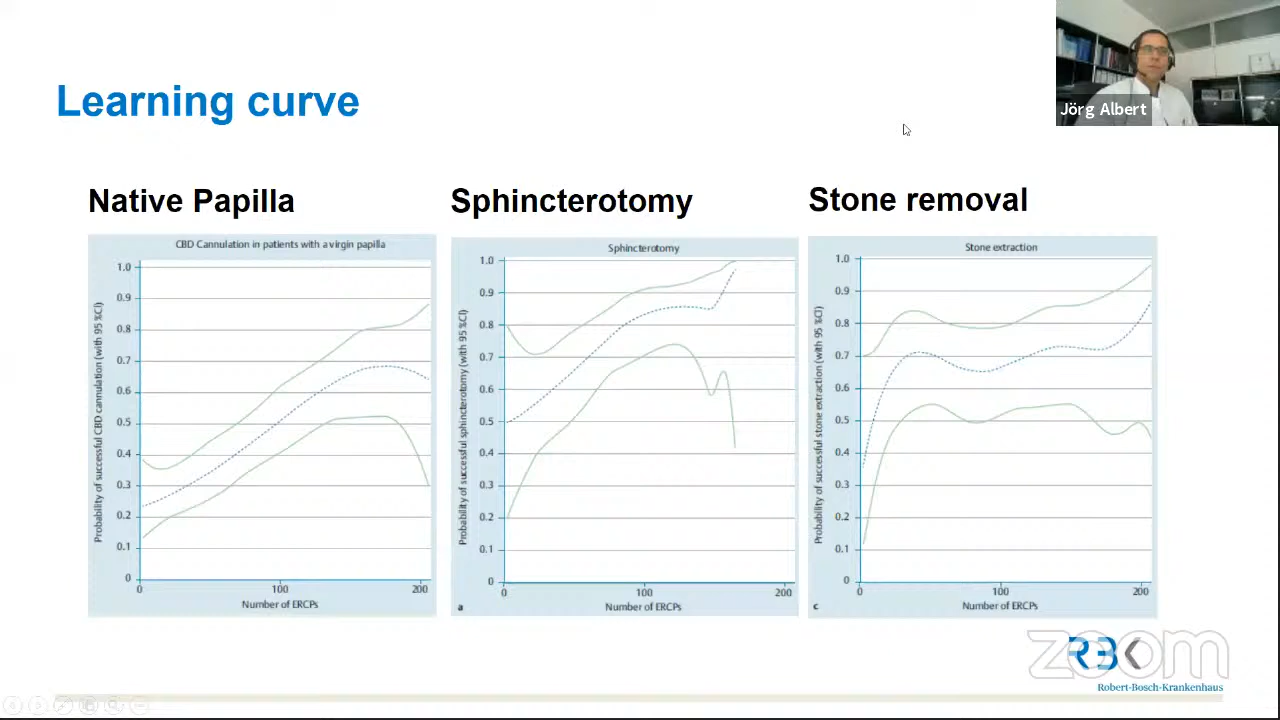 Learning curve
Jörg Albert
Native Papilla
Sphincterotomy
Stone removal
CBD Cannulation in patients with a virgin papilla
Probability of successful CBD cannulation (with 95 %CI)
1.0
0.9
0.8
0.7
0.6
0.5
0.4
0.3
0.2
0.1
0
0 100 200
Number of ERCPs
Sphincterotomy
Probability of successful sphincterotomy (with 95 %CI)
1.0
0.9
0.8
0.7
0.6
0.5
0.4
0.3
0.2
0.1
0
0 100 200
Number of ERCPs
a
Stone extraction
Probability of successful stone extraction (with 95 %CI)
1.0
0.9
0.8
0.7
0.6
0.5
0.4
0.3
0.2
0.1
0
0 100 200
Number of ERCPs
c
zoom
RBK
Robert-Bosch-Krankenhaus